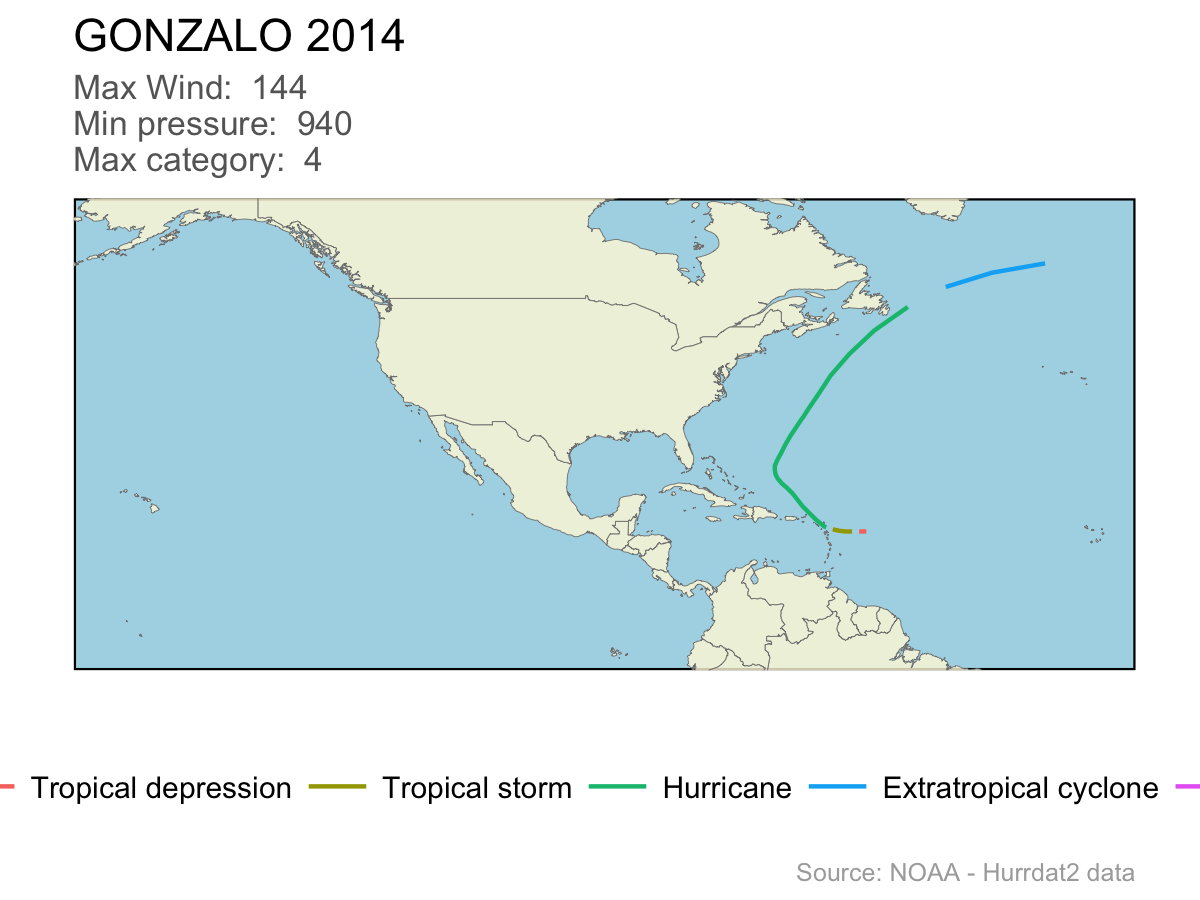 GONZALO 2014
Max Wind: 144
Min pressure: 940
Max category: 4
Tropical depression Tropical storm Hurricane Extratropical cyclone
Source: NOAA - Hurrdat2 data